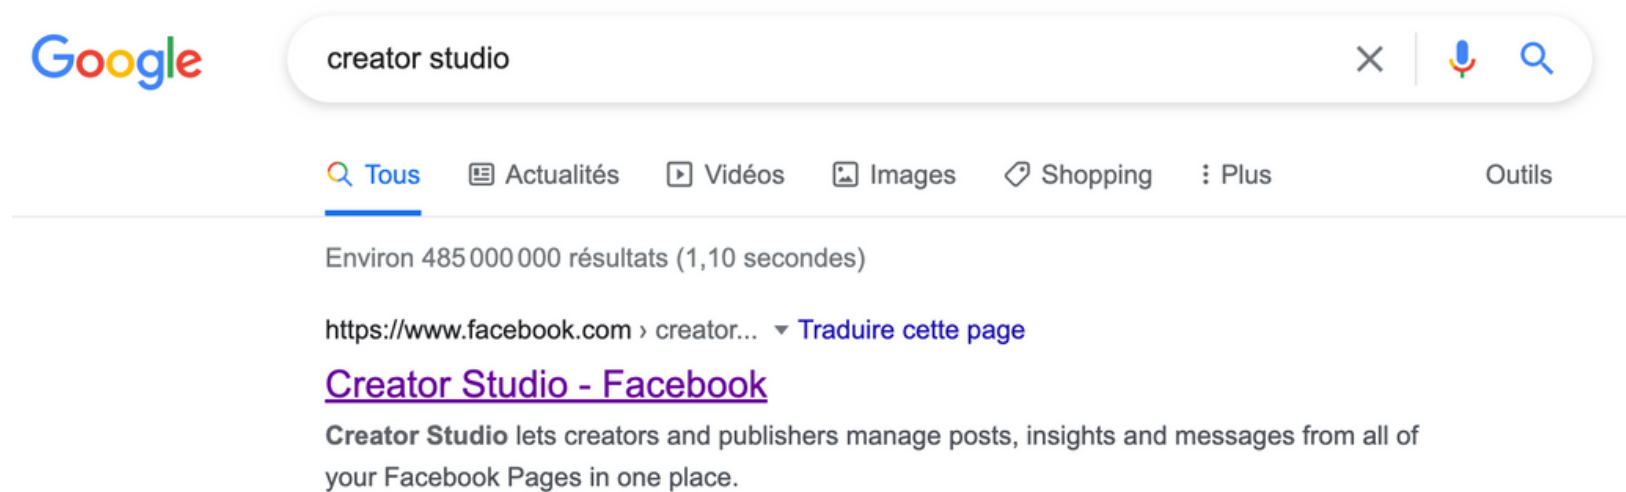 Google
creator studio
Tous Actualités Vidéos Images Shopping Plus Outils
Environ 485 000 000 résultats (1,10 secondes)
https://www.facebook.com › creator... Traduire cette page
Creator Studio - Facebook
Creator Studio lets creators and publishers manage posts, insights and messages from all of
your Facebook Pages in one place.